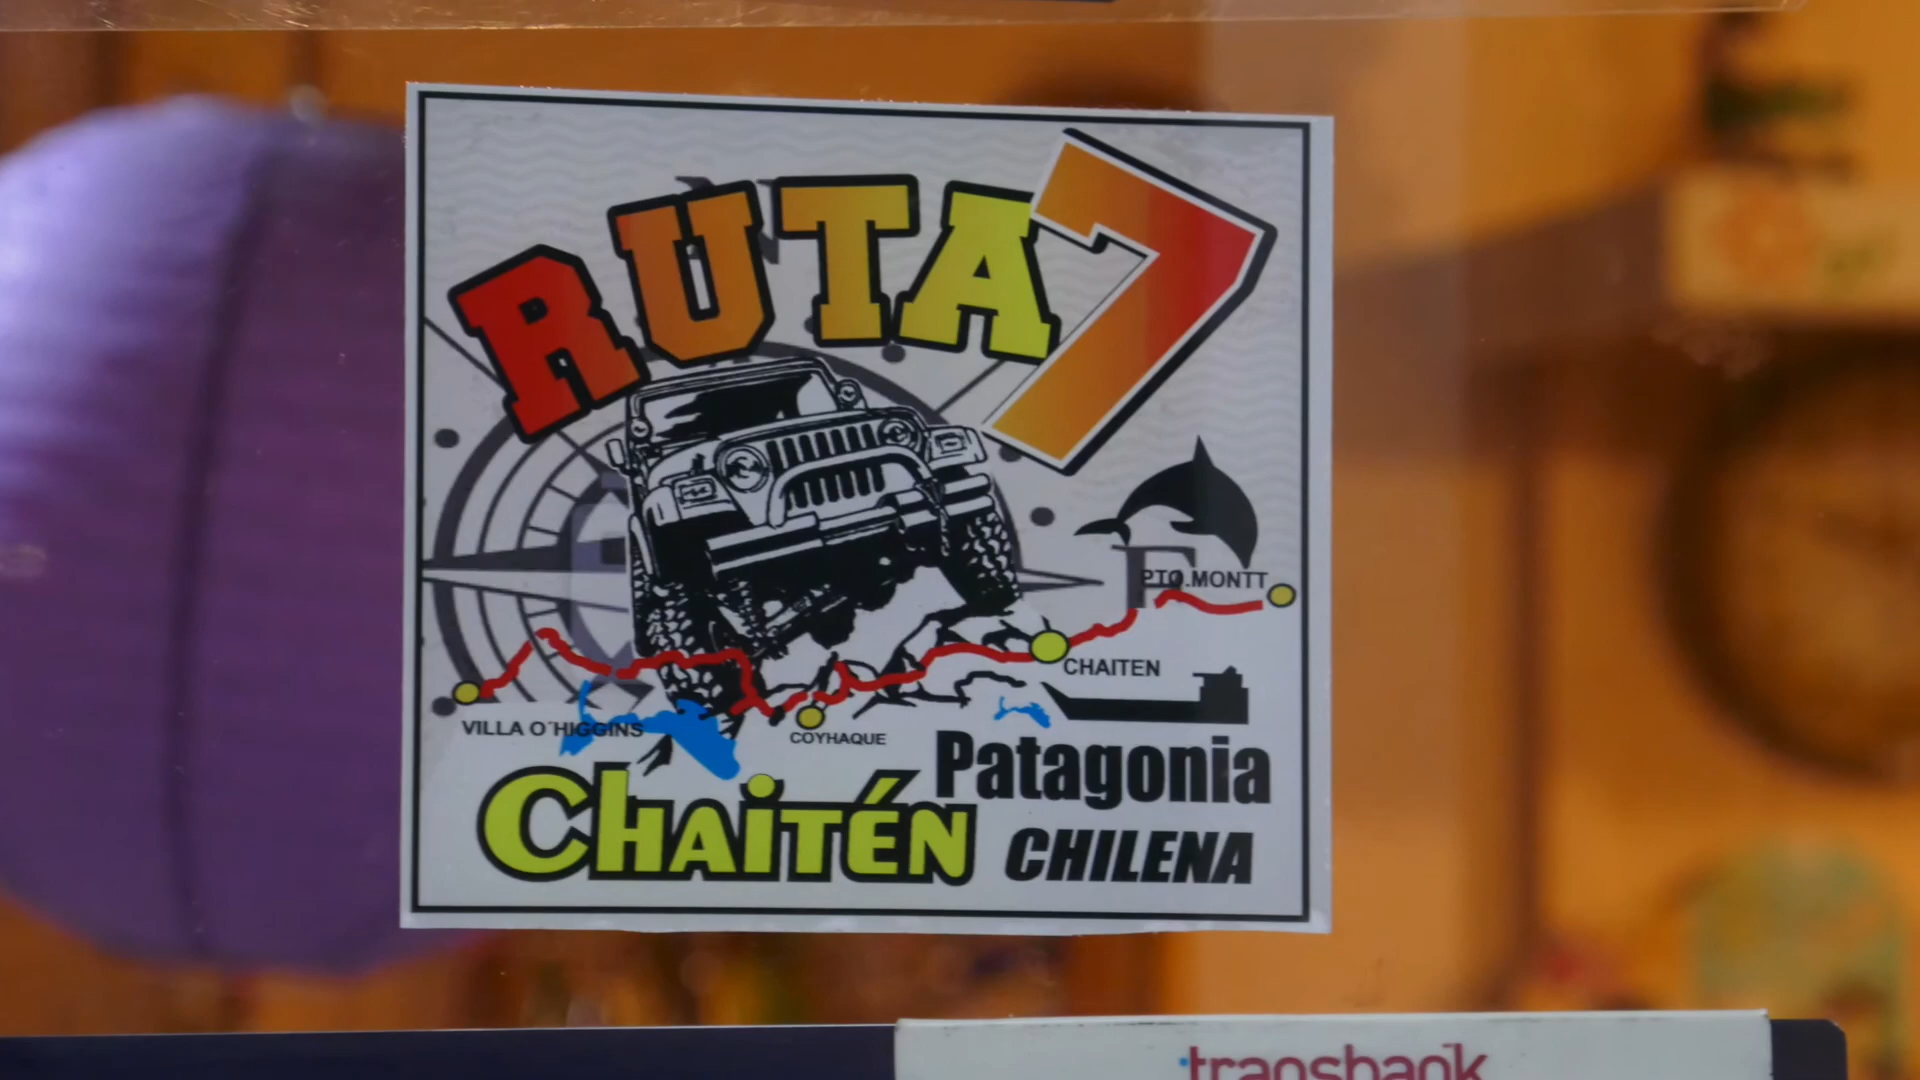 RUTA 7
PTO.MONTT
CHAITEN
VILLA O´HIGGINS
COYHAQUE
Patagonia
Chaitén
CHILENA
transbank